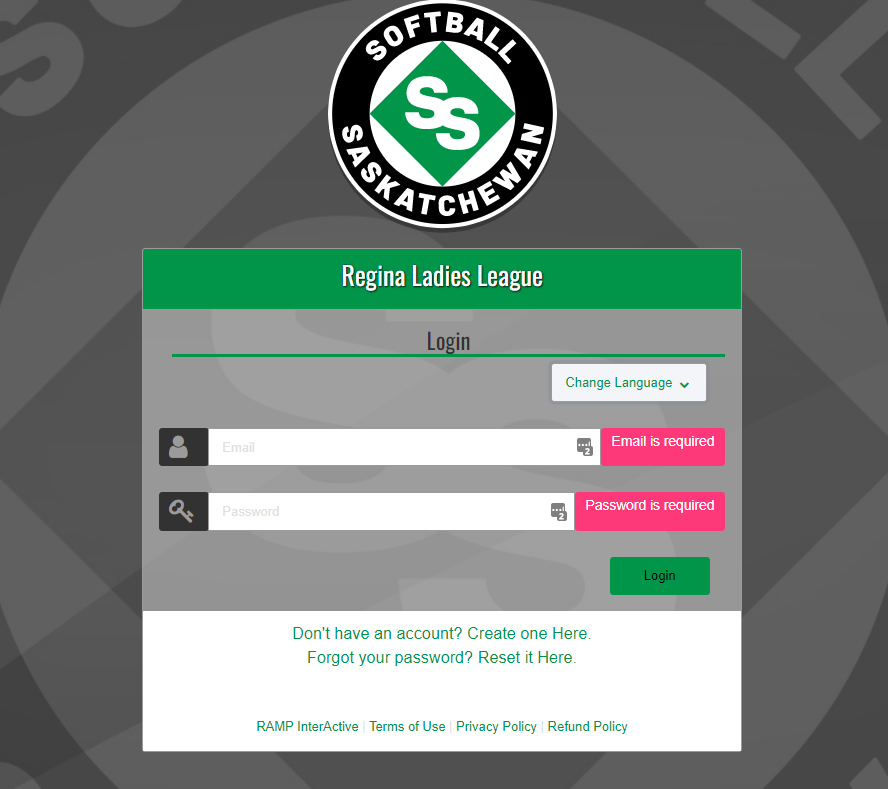 SOFTBALL
SS
SASKATCHEWAN
Regina Ladies League
Login
Change Language
Email
2
Email is required
Password
2
Password is required
Login
Don't have an account? Create one Here.
Forgot your password? Reset it Here.
RAMP InterActive | Terms of Use | Privacy Policy | Refund Policy